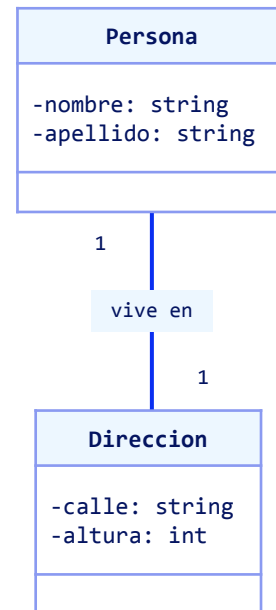 Persona
-nombre: string
-apellido: string
1
vive en
1
Direccion
-calle: string
-altura: int